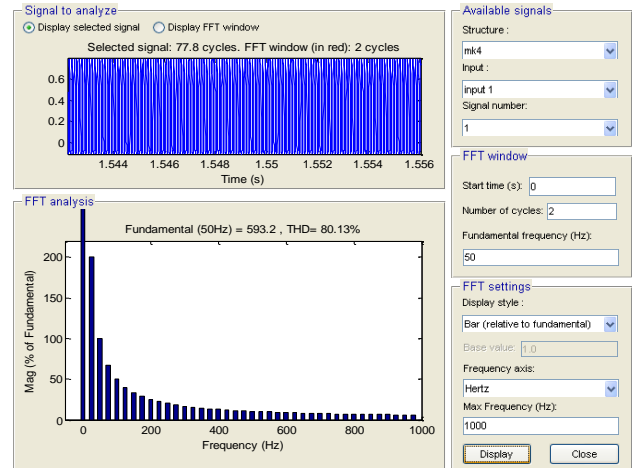 Signal to analyze
Display selected signal Display FFT window
Selected signal: 77.8 cycles. FFT window (in red): 2 cycles
0.6
0.4
0.2
0
1.544 1.546 1.548 1.55 1.552 1.554 1.556
Time (s)
FFT analysis
Fundamental (50Hz) = 593.2 , THD= 80.13%
200
150
100
50
0
Mag (% of Fundamental)
0 200 400 600 800 1000
Frequency (Hz)
Available signals
Structure :
mk4
Input :
input 1
Signal number:
1
FFT window
Start time (s): 0
Number of cycles: 2
Fundamental frequency (Hz):
50
FFT settings
Display style :
Bar (relative to fundamental)
Base value: 1.0
Frequency axis:
Hertz
Max Frequency (Hz):
1000
Display Close